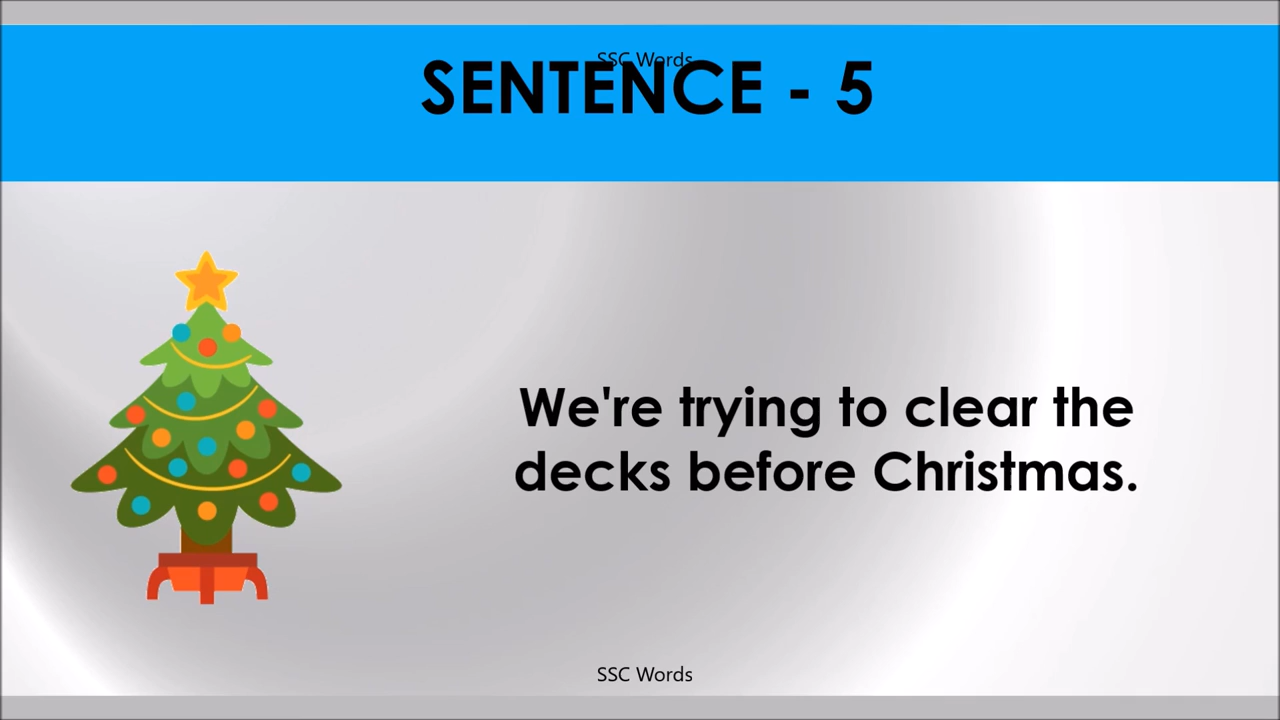 SSC Words
SENTENCE - 5
We're trying to clear the
decks before Christmas.
SSC Words